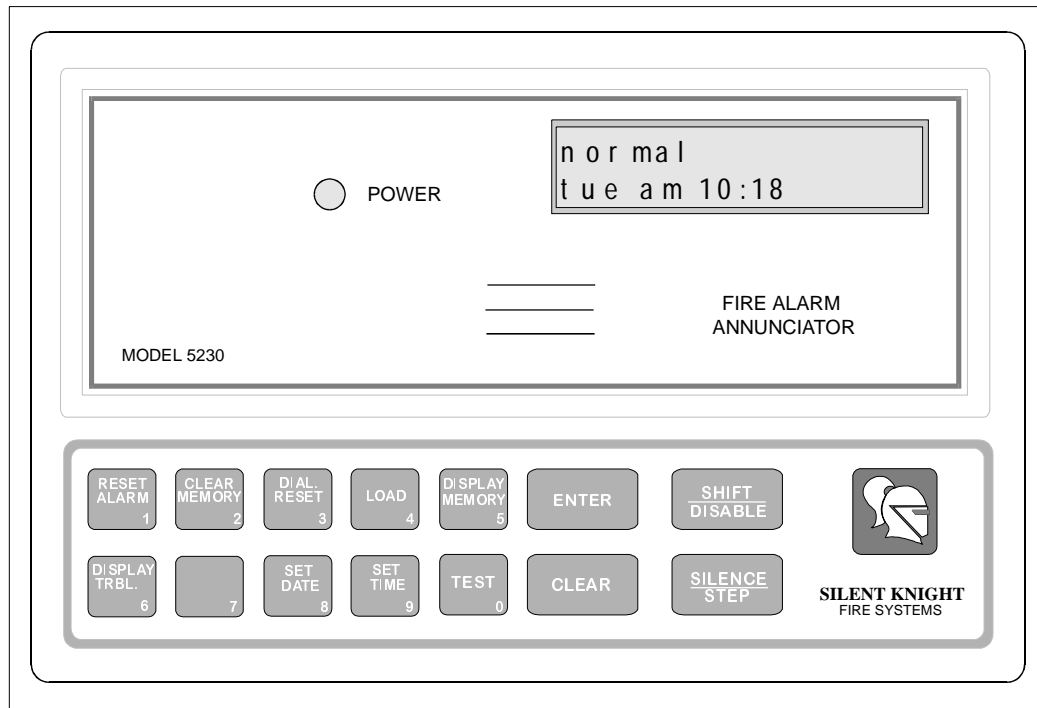 normal
tue am 10:18
POWER
FIRE ALARM
ANNUNCIATOR
MODEL 5230
RESET
ALARM
1
CLEAR
MEMORY
2
DIAL.
RESET
3
LOAD
4
DISPLAY
MEMORY
5
ENTER
SHIFT
DISABLE
DISPLAY
TRBL.
6
7
SET
DATE
8
SET
TIME
9
TEST
0
CLEAR
SILENCE
STEP
SILENT KNIGHT
FIRE SYSTEMS